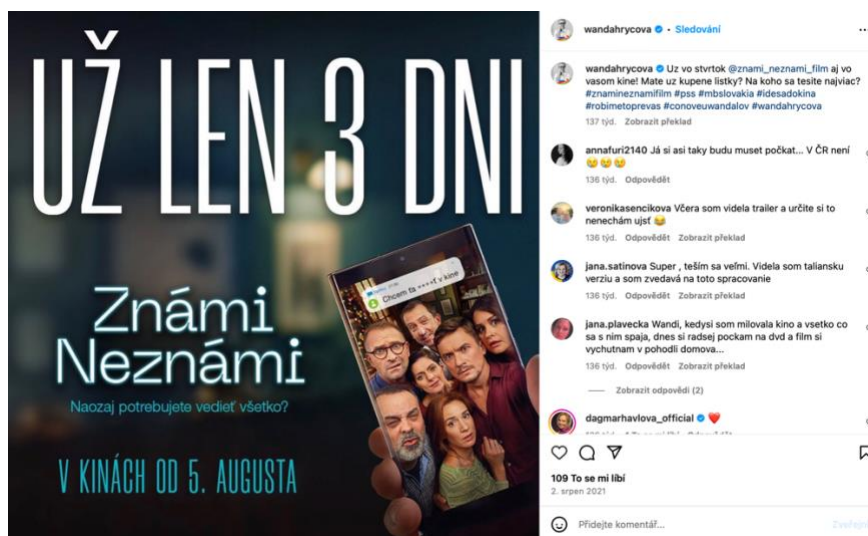 UŽ LEN 3 DNI
Chcem ťa ****ť v kine
Známi
Neznámi
Naozaj potrebujete vedieť všetko?
V KINÁCH OD 5. AUGUSTA
wandahrycova • Sledování
wandahrycova Uz vo stvrtok @znami_neznami_film aj vo
vasom kine! Mate uz kupene listky? Na koho sa tesite najviac?
#znamineznamifilm #pss #mbslovakia #idesadokina
#robimetoprevas #conoveuwandalov #wandahrycova
137 týd. Zobrazit překlad
annafuri2140 Já si asi taky budu muset počkat... V ČR není
😢😢😢
136 týd. Odpovědět
veronikasencikova Včera som videla trailer a určite si to
nenechám ujsť 😂
136 týd. Odpovědět Zobrazit překlad
jana.satinova Super , teším sa veľmi. Videla som taliansku
verziu a som zvedavá na toto spracovanie
136 týd. Odpovědět Zobrazit překlad
jana.plavecka Wandi, kedysi som milovala kino a vsetko co
sa s nim spaja, dnes si radsej pockam na dvd a film si
vychutnam v pohodli domova...
136 týd. Odpovědět Zobrazit překlad
Zobrazit odpovědi (2)
dagmarhavlova_official ❤️
109 To se mi líbí
2. srpen 2021
Přidejte komentář...